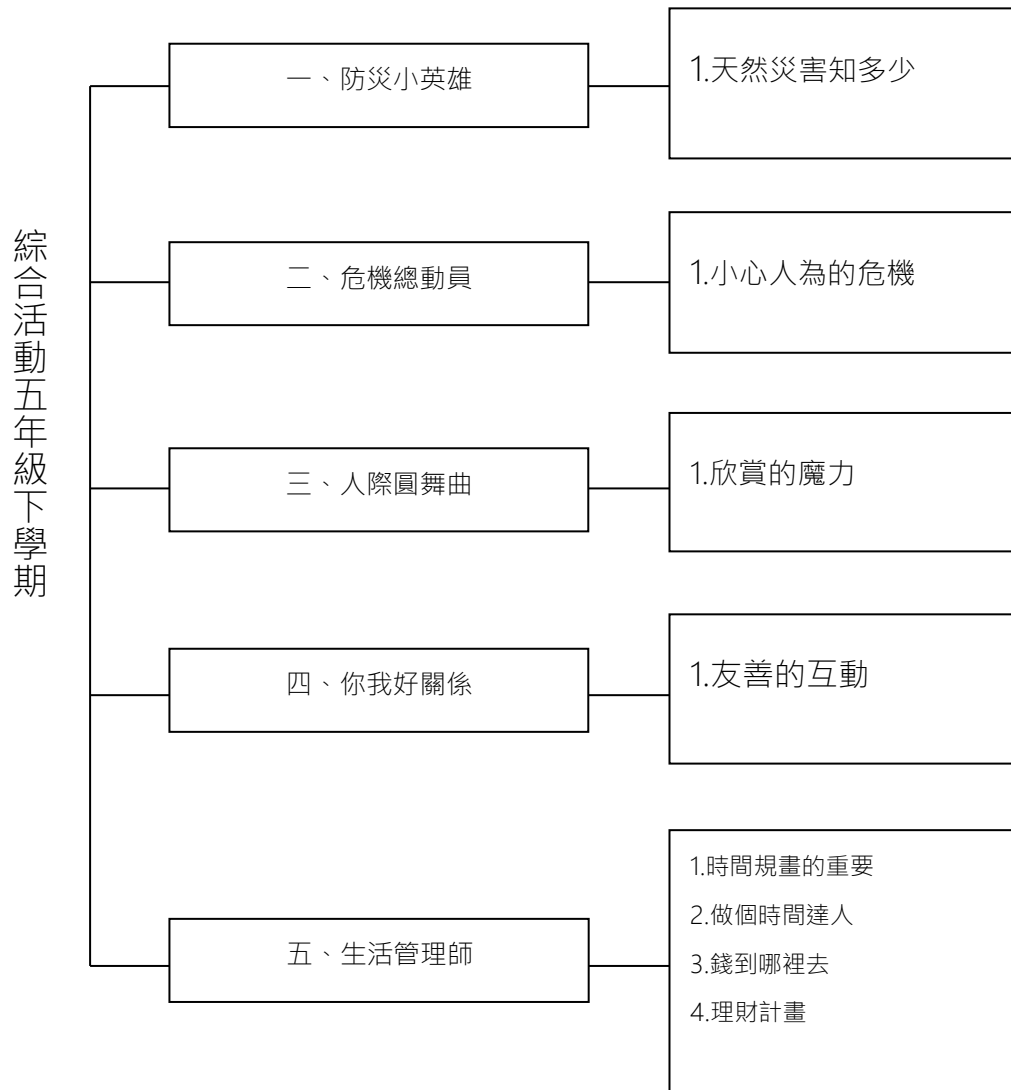 綜合活動五年級下學期
一、防災小英雄
1.天然災害知多少
二、危機總動員
1.小心人為的危機
三、人際圓舞曲
1.欣賞的魔力
四、你我好關係
1.友善的互動
五、生活管理師
1.時間規畫的重要
2.做個時間達人
3.錢到哪裡去
4.理財計畫